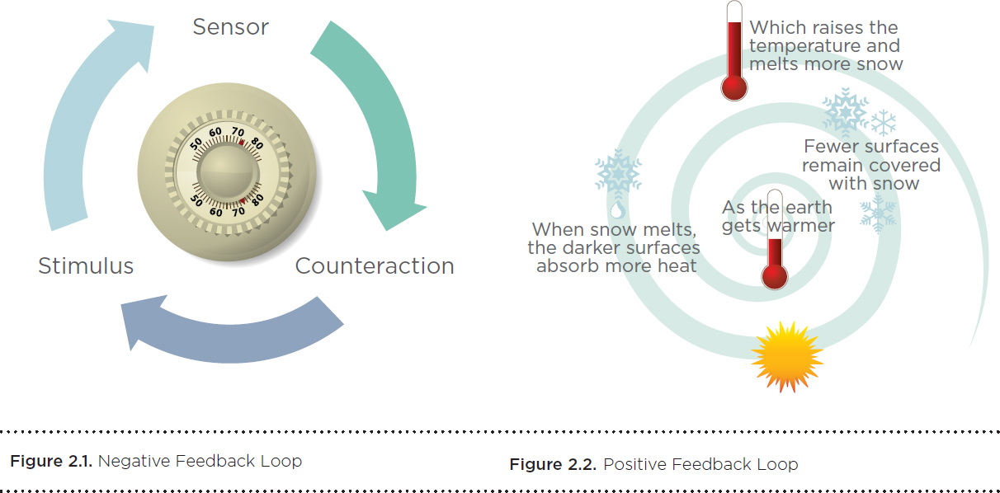 Sensor
50 60 70 80
50 60 70 80
Stimulus
Counteraction
Figure 2.1. Negative Feedback Loop
Which raises the
temperature and
melts more snow
Fewer surfaces
remain covered
with snow
As the earth
gets warmer
When snow melts,
the darker surfaces
absorb more heat
Figure 2.2. Positive Feedback Loop